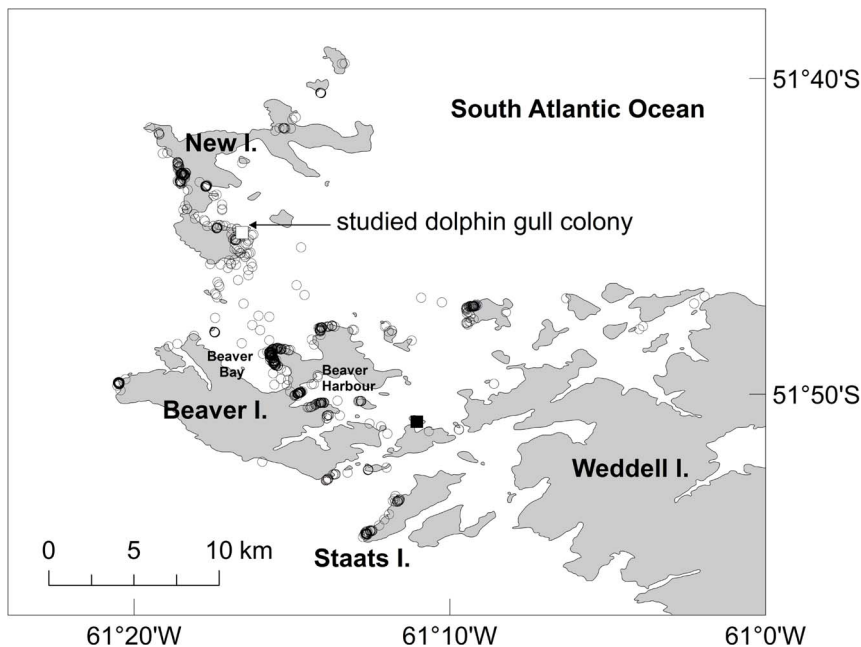 51°40'S
South Atlantic Ocean
New I.
studied dolphin gull colony
Beaver
Bay
Beaver
Harbour
51°50'S
Beaver I.
Weddell I.
0 5 10 km
Staats I.
61°20'W 61°10'W 61°0'W